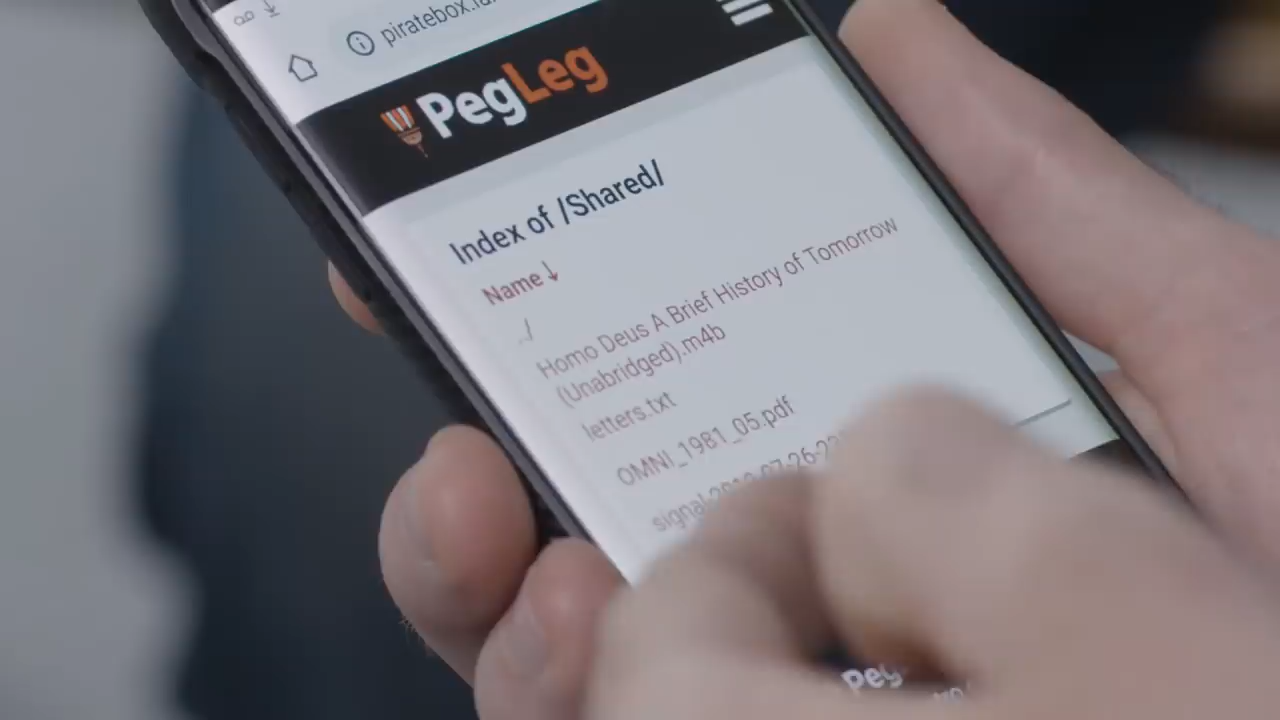 piratebox.la
PegLeg
Index of /Shared/
Name↓
../
Homo Deus A Brief History of Tomorrow
(Unabridged).m4b
letters.txt
OMNI_1981_05.pdf
Peg